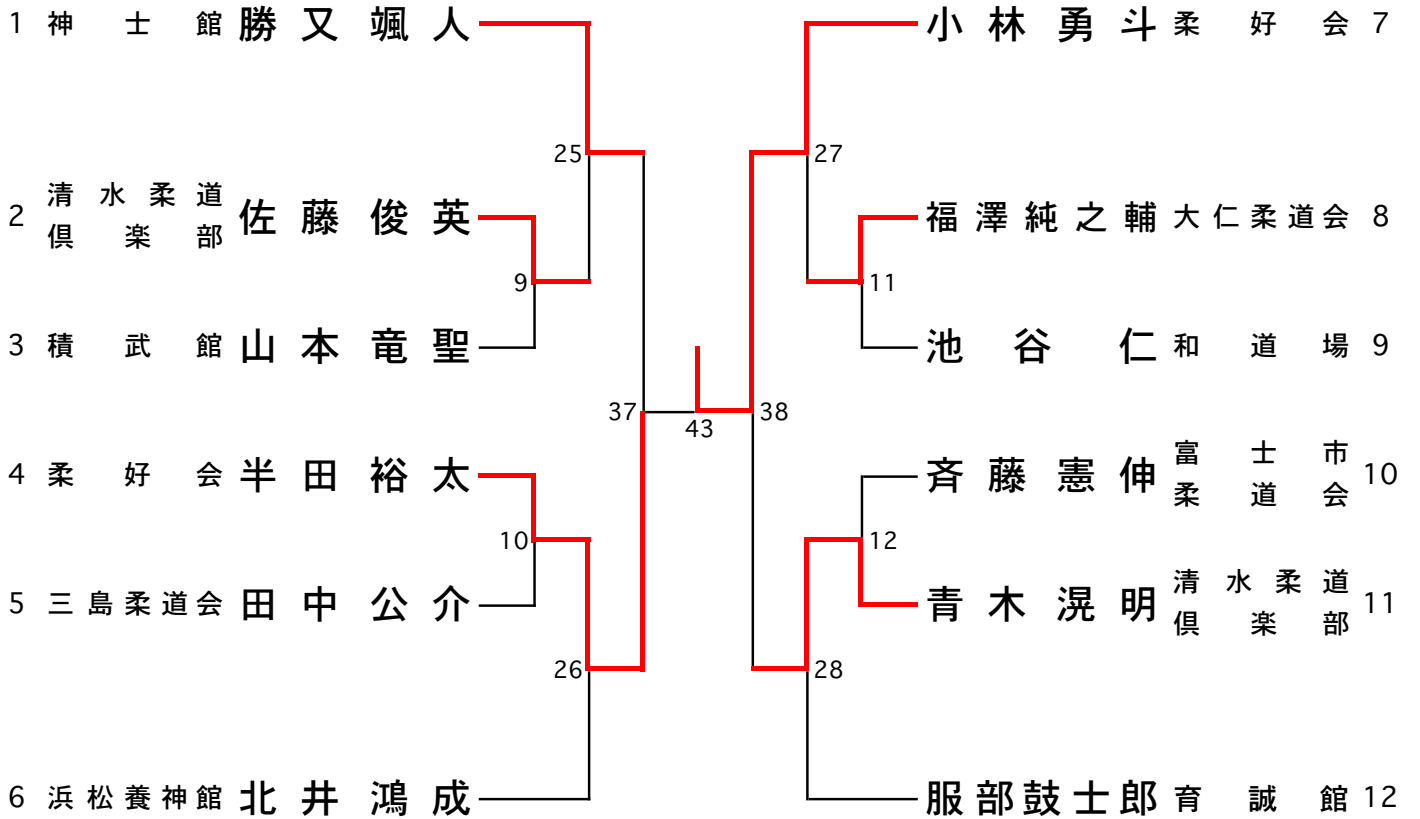 1 神士館 勝又颯人
2 清水柔道
俱楽部 佐藤俊英
3 積武館 山本竜聖
4 柔好会 半田裕太
5 三島柔道会 田中公介
6 浜松養神館 北井鴻成
25
9
10
26
37
43
38
27
11
12
28
小林勇斗 柔好会 7
福澤純之輔 大仁柔道会 8
池谷仁 和道場 9
斉藤憲伸 富士市
柔道会 10
青木滉明 清水柔道
俱楽部 11
服部鼓士郎 育誠館 12